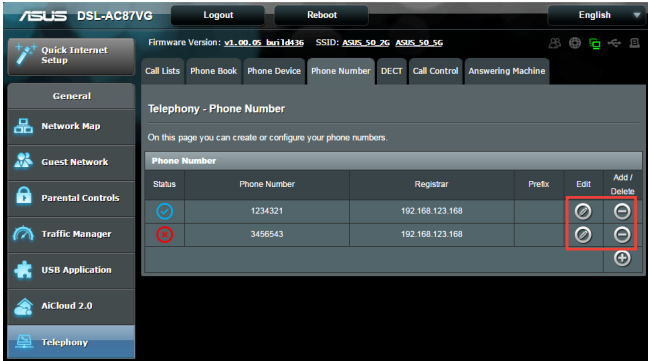 ASUS DSL-AC87VG Logout Reboot English
Quick Internet Setup
Firmware Version: v1.00.05 build436 SSID: ASUS_50_2G ASUS_50_5G
Call Lists Phone Book Phone Device Phone Number DECT Call Control Answering Machine
General
Network Map
Guest Network
Parental Controls
Traffic Manager
USB Application
AiCloud 2.0
Telephony
Telephony - Phone Number
On this page you can create or configure your phone numbers.
Phone Number
Status Phone Number Registrar Prefix Edit Add / Delete
1234321 192.168.123.168
3456543 192.168.123.168